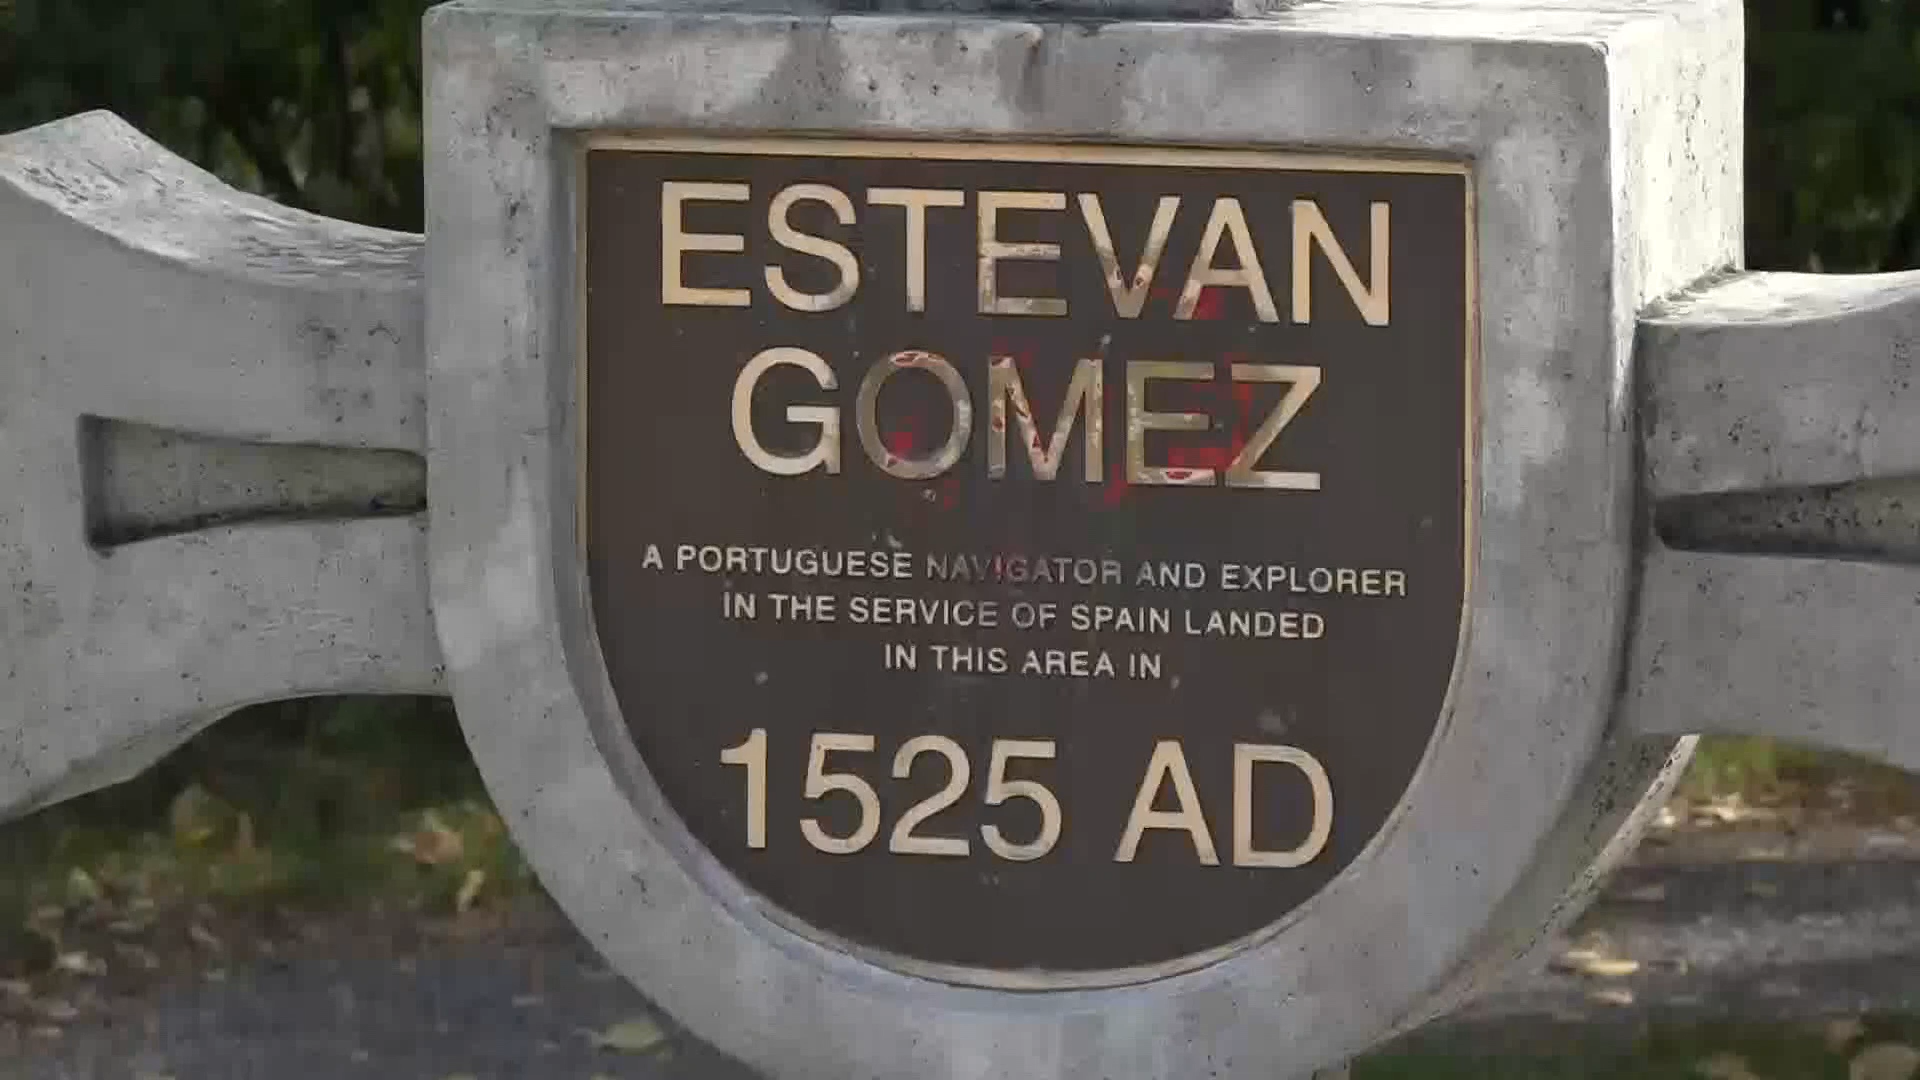 ESTEVAN
GOMEZ
A PORTUGUESE NAVIGATOR AND EXPLORER
IN THE SERVICE OF SPAIN LANDED
IN THIS AREA IN
1525 AD